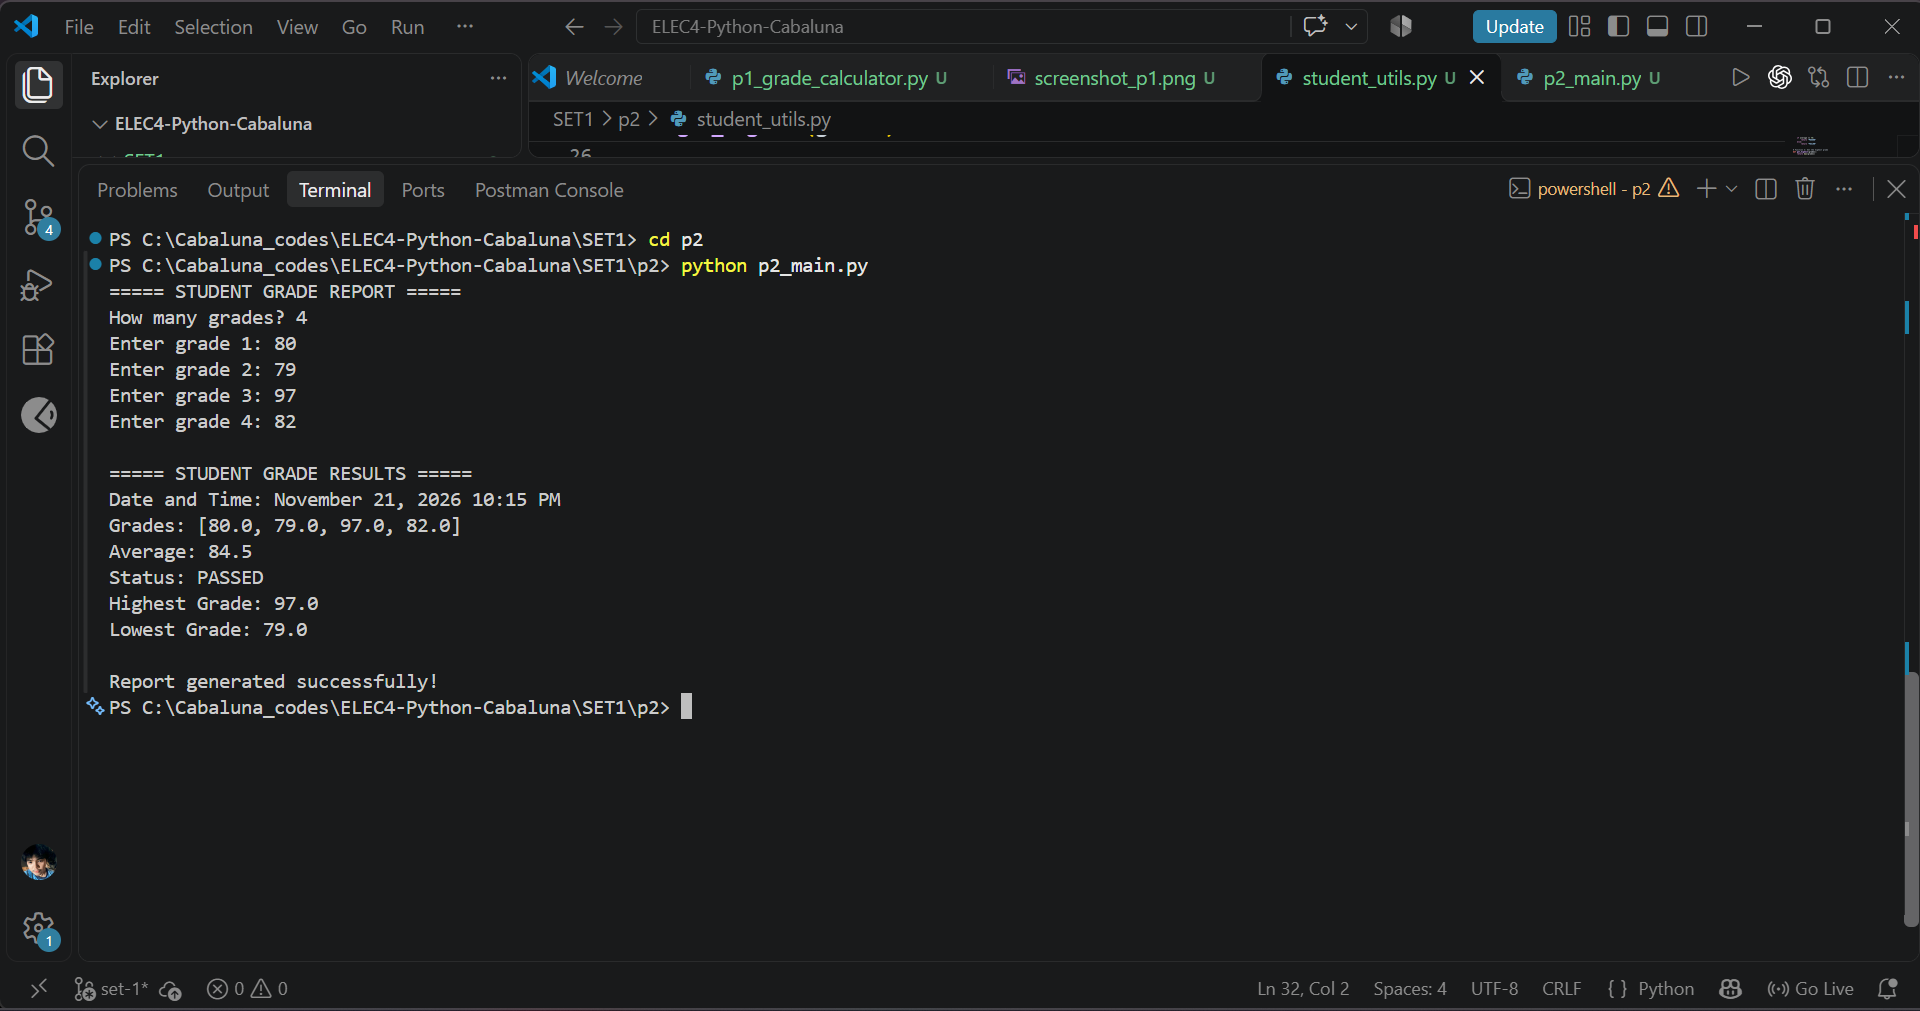 File Edit Selection View Go Run ··· ELEC4-Python-Cabaluna Update
Explorer ···
ELEC4-Python-Cabaluna
Welcome p1_grade_calculator.py U screenshot_p1.png U student_utils.py U p2_main.py U
SET1 > p2 > student_utils.py
26
Problems Output Terminal Ports Postman Console powershell - p2
PS C:\Cabaluna_codes\ELEC4-Python-Cabaluna\SET1> cd p2
PS C:\Cabaluna_codes\ELEC4-Python-Cabaluna\SET1\p2> python p2_main.py
===== STUDENT GRADE REPORT =====
How many grades? 4
Enter grade 1: 80
Enter grade 2: 79
Enter grade 3: 97
Enter grade 4: 82
===== STUDENT GRADE RESULTS =====
Date and Time: November 21, 2026 10:15 PM
Grades: [80.0, 79.0, 97.0, 82.0]
Average: 84.5
Status: PASSED
Highest Grade: 97.0
Lowest Grade: 79.0
Report generated successfully!
PS C:\Cabaluna_codes\ELEC4-Python-Cabaluna\SET1\p2>
4
1
set-1* 0 0 Ln 32, Col 2 Spaces: 4 UTF-8 CRLF { } Python Go Live